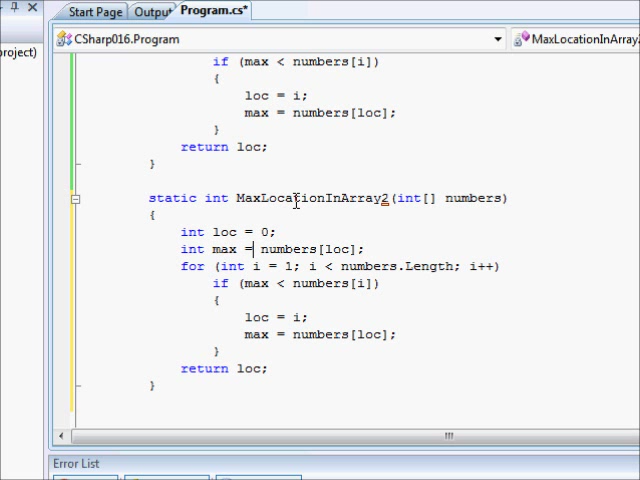 Start Page Output* Program.cs*
CSharp016.Program MaxLocationInArray2
project)
if (max < numbers[i])
{
loc = i;
max = numbers[loc];
}
return loc;
}
static int MaxLocationInArray2(int[] numbers)
{
int loc = 0;
int max = numbers[loc];
for (int i = 1; i < numbers.Length; i++)
if (max < numbers[i])
{
loc = i;
max = numbers[loc];
}
return loc;
}
Error List